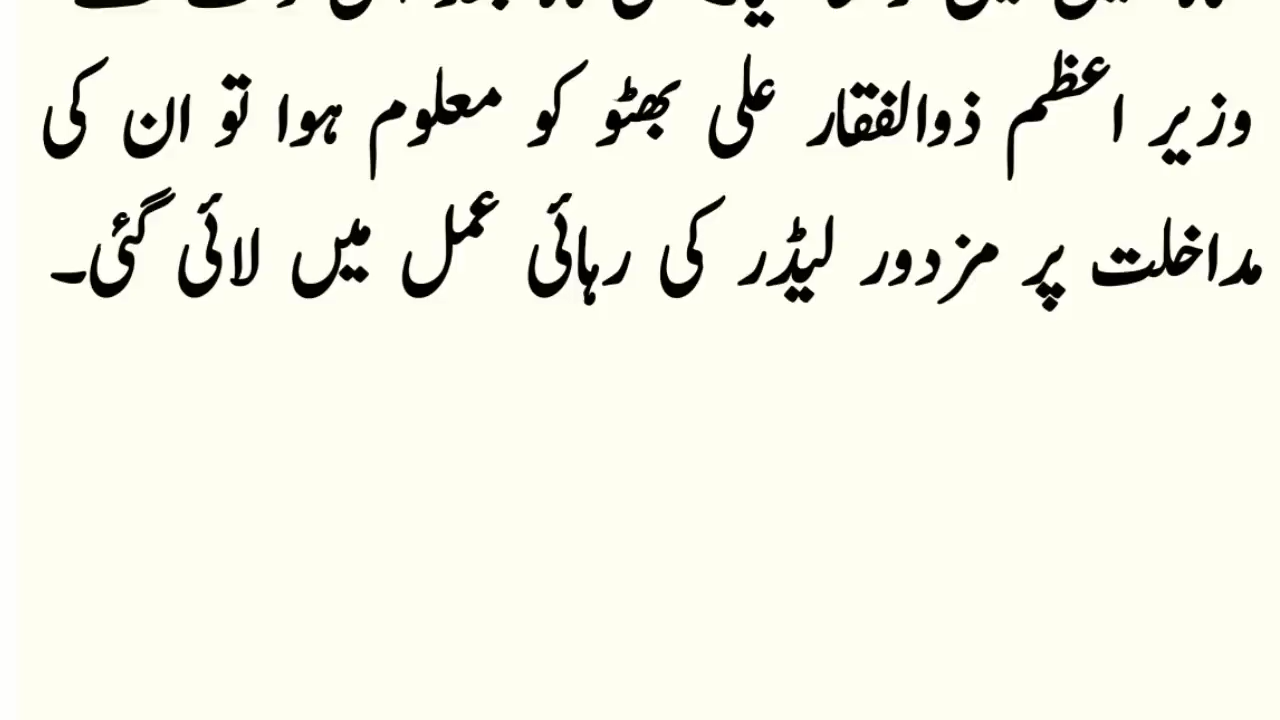 وزیر اعظم ذوالفقار علی بھٹو کو معلوم ہوا تو ان کی
مداخلت پر مزدور لیڈر کی رہائی عمل میں لائی گئی۔